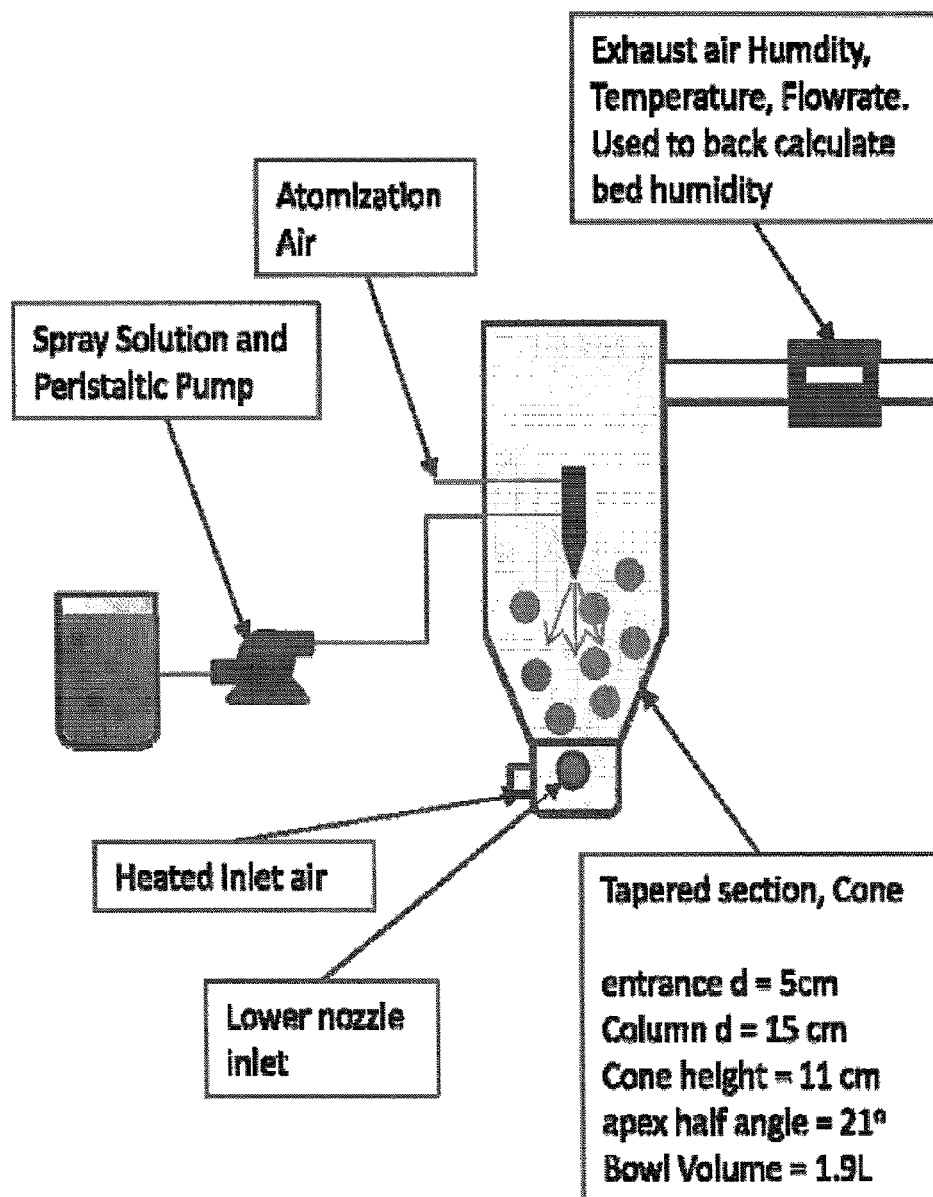 Exhaust air Humdity,
Temperature, Flowrate.
Used to back calculate
bed humidity
Atomization
Air
Spray Solution and
Peristaltic Pump
Heated Inlet air
Lower nozzle
inlet
Tapered section, Cone
entrance d = 5cm
Column d = 15 cm
Cone height = 11 cm
apex half angle = 21º
Bowl Volume = 1.9L